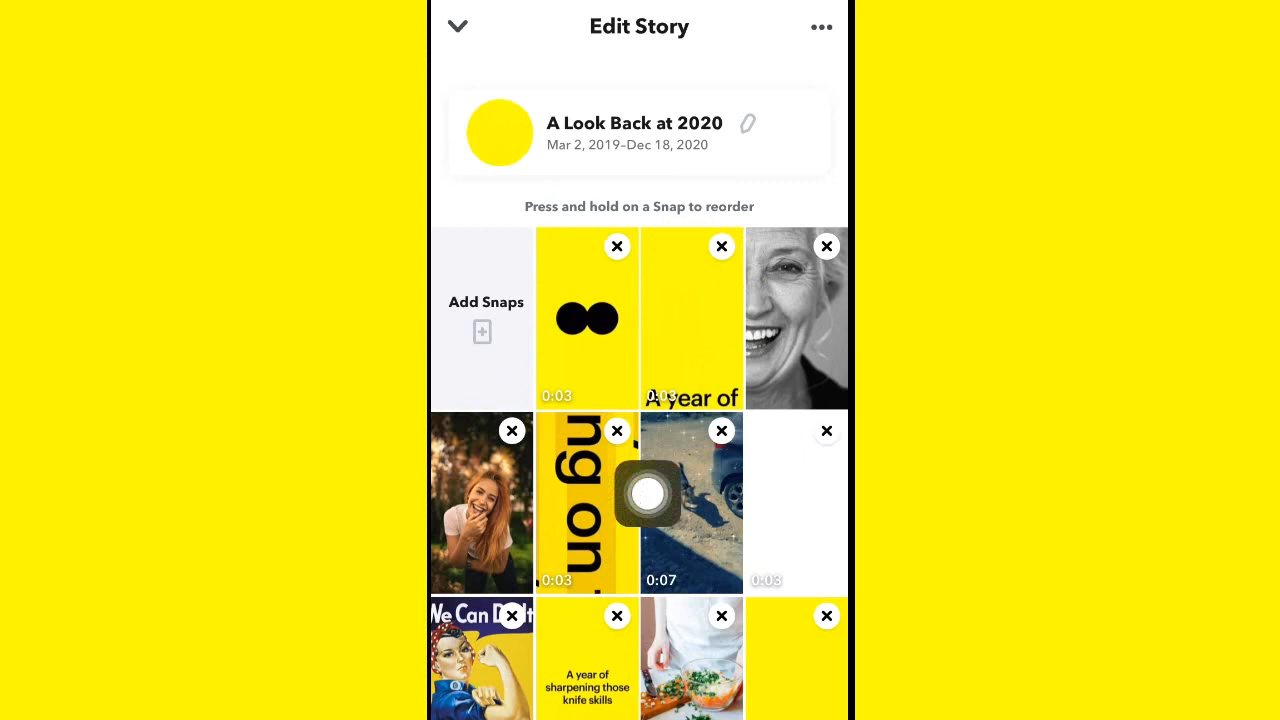 Edit Story
A Look Back at 2020
Mar 2, 2019–Dec 18, 2020
Press and hold on a Snap to reorder
Add Snaps
0:03
0:03
A year of
ng on
0:03
0:07
0:03
We Can
A year of
sharpening those
knife skills